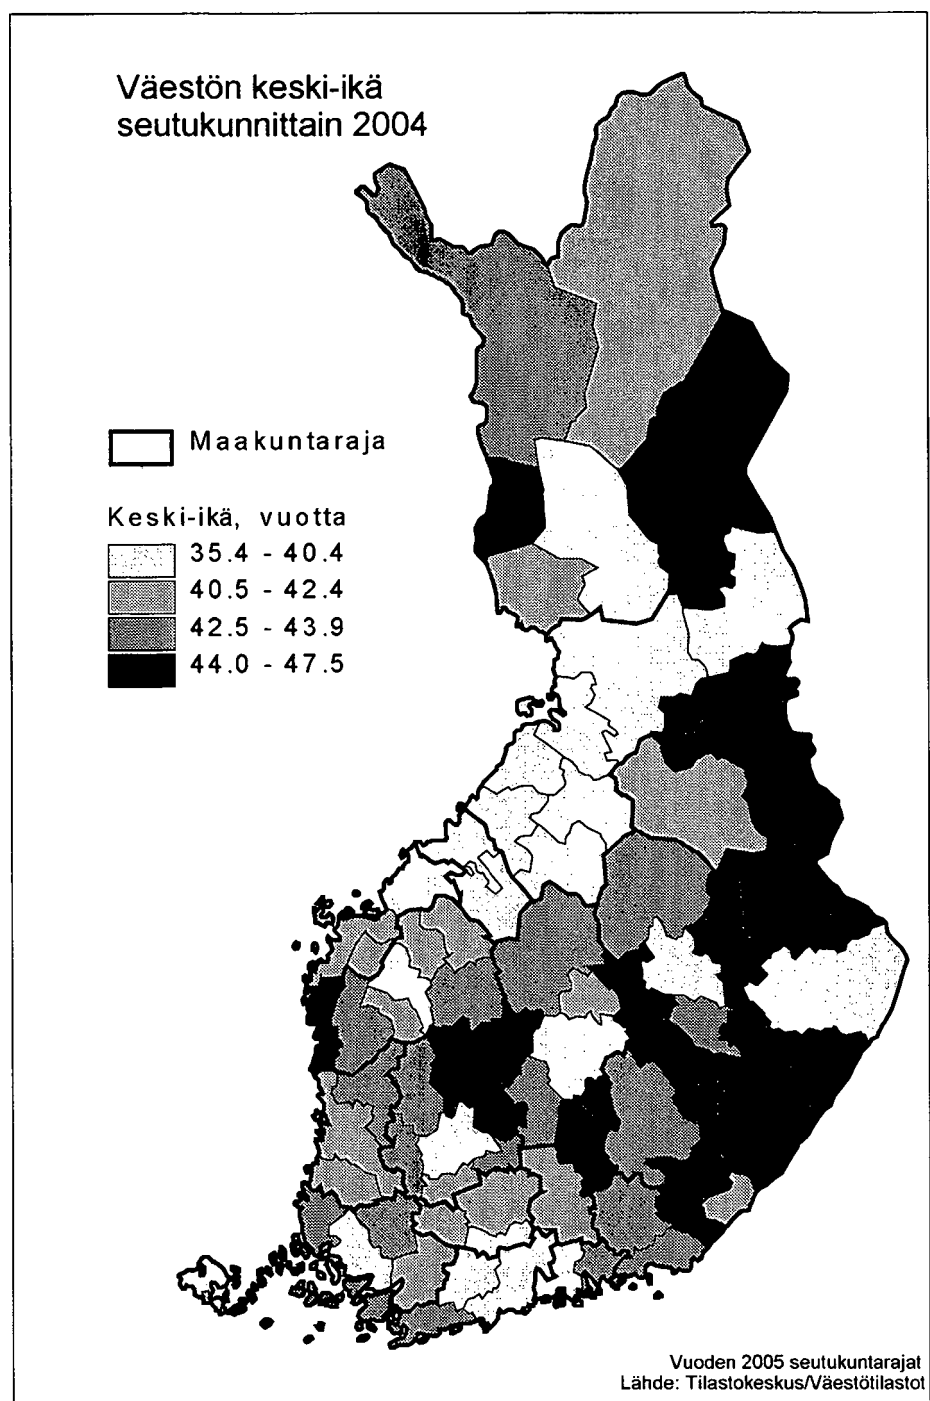 Väestön keski-ikä
seutukunnittain 2004
Maakuntaraja
Keski-ikä, vuotta
35.4 - 40.4
40.5 - 42.4
42.5 - 43.9
44.0 - 47.5
Vuoden 2005 seutukuntarajat
Lähde: Tilastokeskus/Väestötilastot